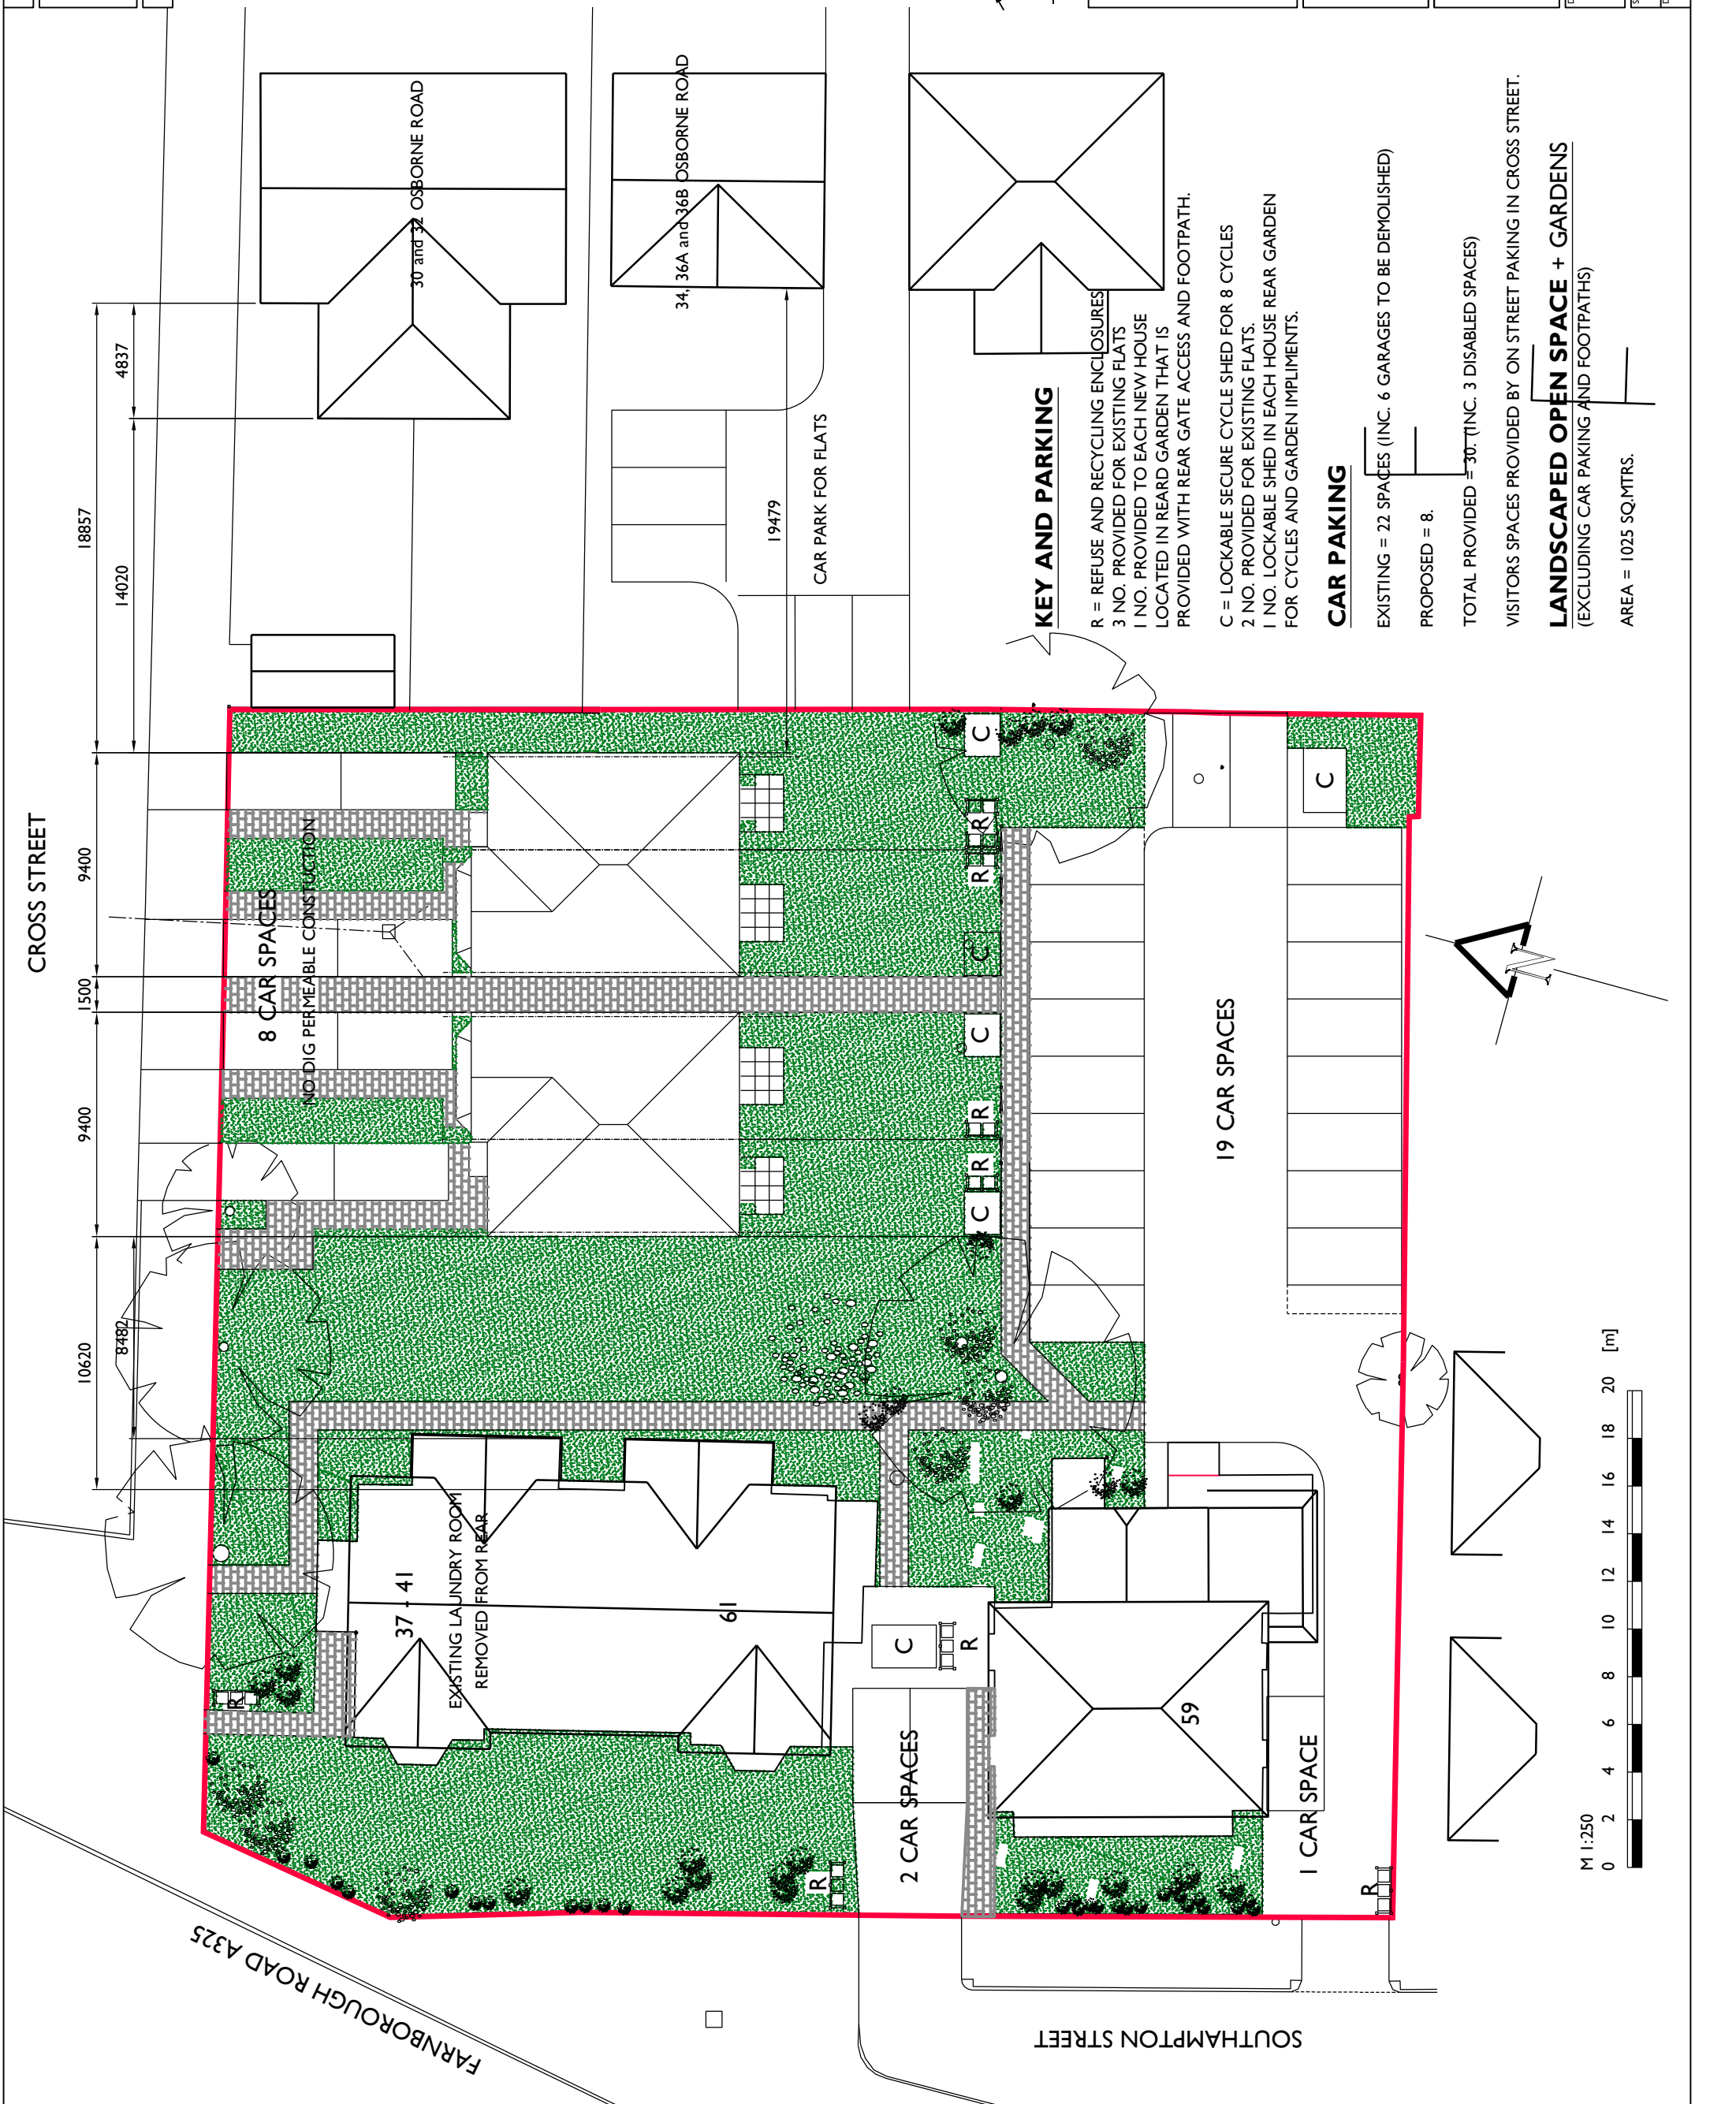 CROSS STREET
18857
4837
14020
9400
1500
9400
10620
8482
19479
30 and 32 OSBORNE ROAD
34, 36A and 36B OSBORNE ROAD
CAR PARK FOR FLATS
8 CAR SPACES
NO DIG PERMEABLE CONSTUCTION
C
R
R
C
C
R
R
C
C
19 CAR SPACES
N
37 - 41
EXISTING LAUNDRY ROOM
REMOVED FROM REAR
61
R
C
R
59
2 CAR SPACES
1 CAR SPACE
R
R
FARNBOROUGH ROAD A325
SOUTHAMPTON STREET
KEY AND PARKING
R = REFUSE AND RECYCLING ENCLOSURES
3 NO. PROVIDED FOR EXISTING FLATS
1 NO. PROVIDED TO EACH NEW HOUSE
LOCATED IN REARD GARDEN THAT IS
PROVIDED WITH REAR GATE ACCESS AND FOOTPATH.
C = LOCKABLE SECURE CYCLE SHED FOR 8 CYCLES
2 NO. PROVIDED FOR EXISTING FLATS.
1 NO. LOCKABLE SHED IN EACH HOUSE REAR GARDEN
FOR CYCLES AND GARDEN IMPLIMENTS.
CAR PAKING
EXISTING = 22 SPACES (INC. 6 GARAGES TO BE DEMOLISHED)
PROPOSED = 8.
TOTAL PROVIDED = 30. (INC. 3 DISABLED SPACES)
VISITORS SPACES PROVIDED BY ON STREET PAKING IN CROSS STREET.
LANDSCAPED OPEN SPACE + GARDENS
(EXCLUDING CAR PAKING AND FOOTPATHS)
AREA = 1025 SQ.MTRS.
M 1:250
0 2 4 6 8 10 12 14 16 18 20 [m]